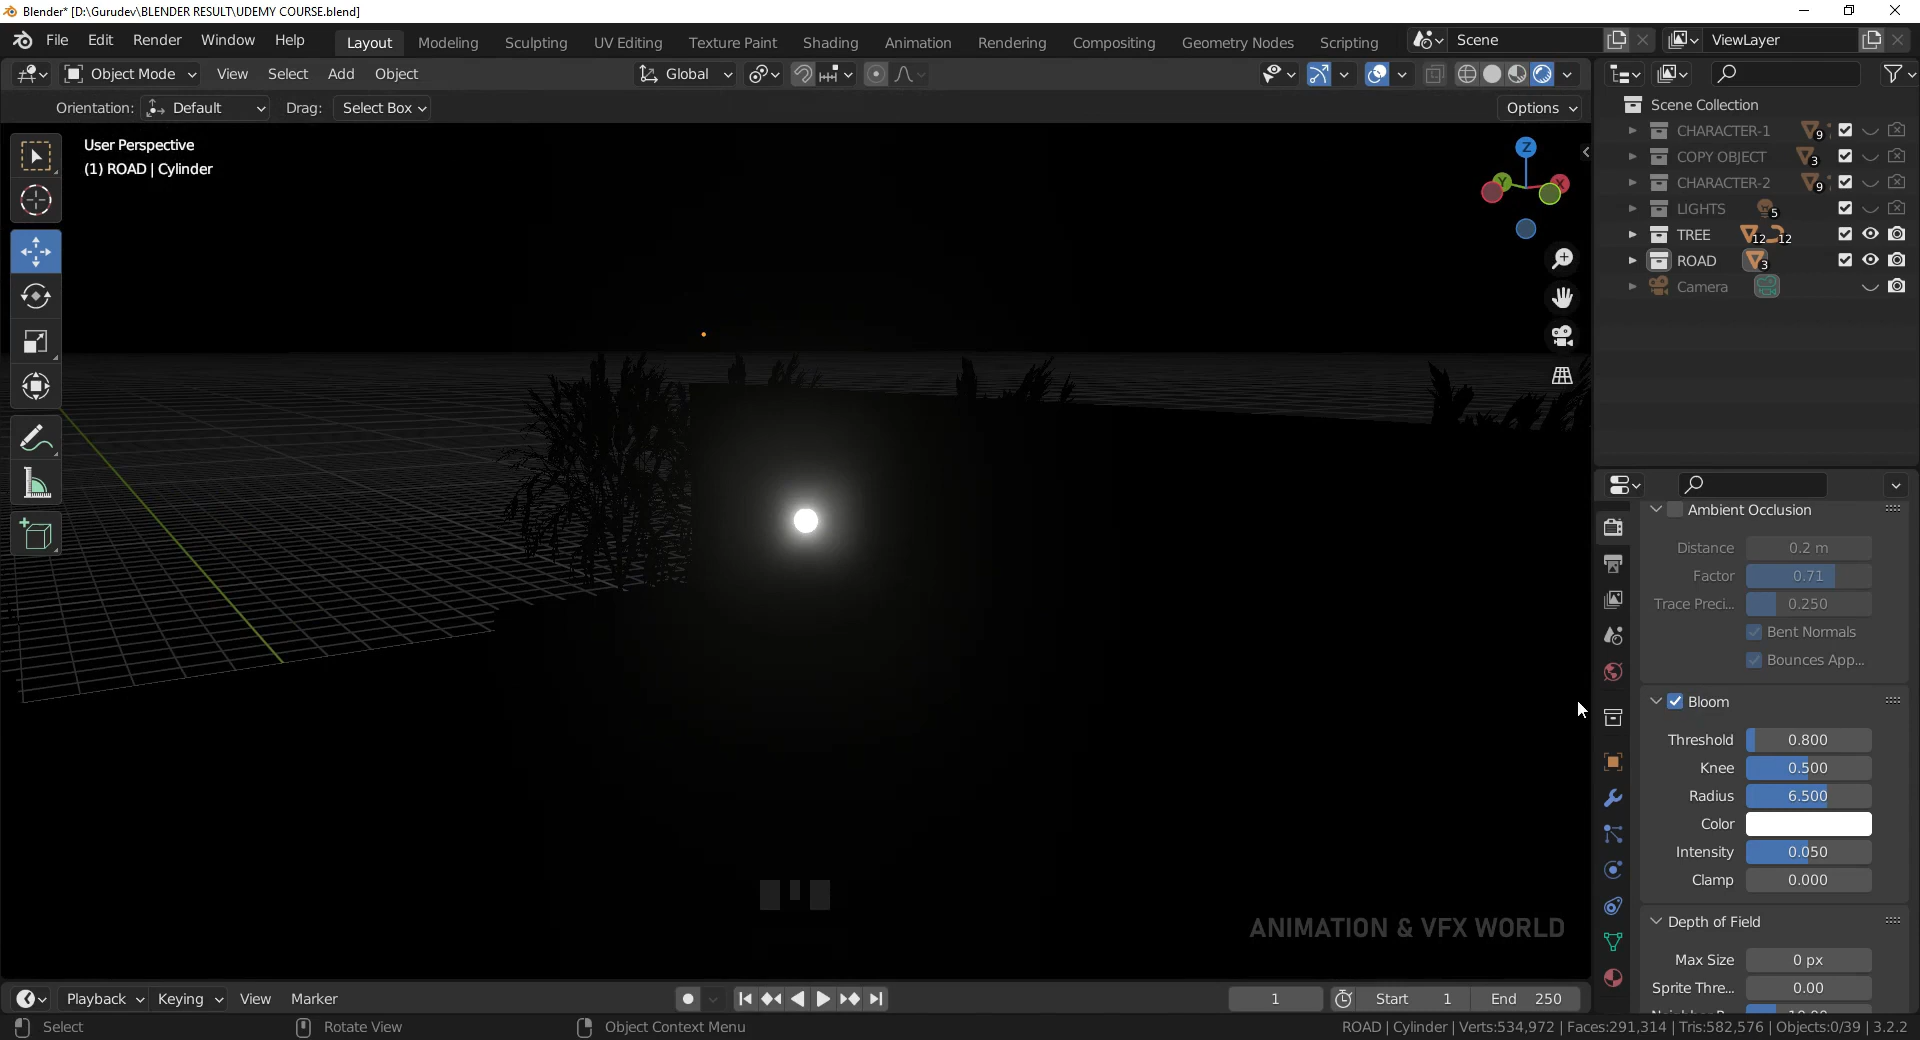 Blender* [D:\Gurudev\BLENDER RESULT\UDEMY COURSE.blend]
File Edit Render Window Help Layout Modeling Sculpting UV Editing Texture Paint Shading Animation Rendering Compositing Geometry Nodes Scripting Scene ViewLayer
Object Mode View Select Add Object Global
Orientation: Default Drag: Select Box Options
User Perspective
(1) ROAD | Cylinder
Z
Y
X
Scene Collection
CHARACTER-1 9
COPY OBJECT 3
CHARACTER-2 9
LIGHTS 5
TREE 12 12
ROAD 3
Camera
Ambient Occlusion
Distance 0.2 m
Factor 0.71
Trace Preci... 0.250
Bent Normals
Bounces App...
Bloom
Threshold 0.800
Knee 0.500
Radius 6.500
Color
Intensity 0.050
Clamp 0.000
Depth of Field
Max Size 0 px
Sprite Thre... 0.00
ANIMATION & VFX WORLD
Playback Keying View Marker 1 Start 1 End 250
Select Rotate View Object Context Menu ROAD | Cylinder | Verts:534,972 | Faces:291,314 | Tris:582,576 | Objects:0/39 | 3.2.2